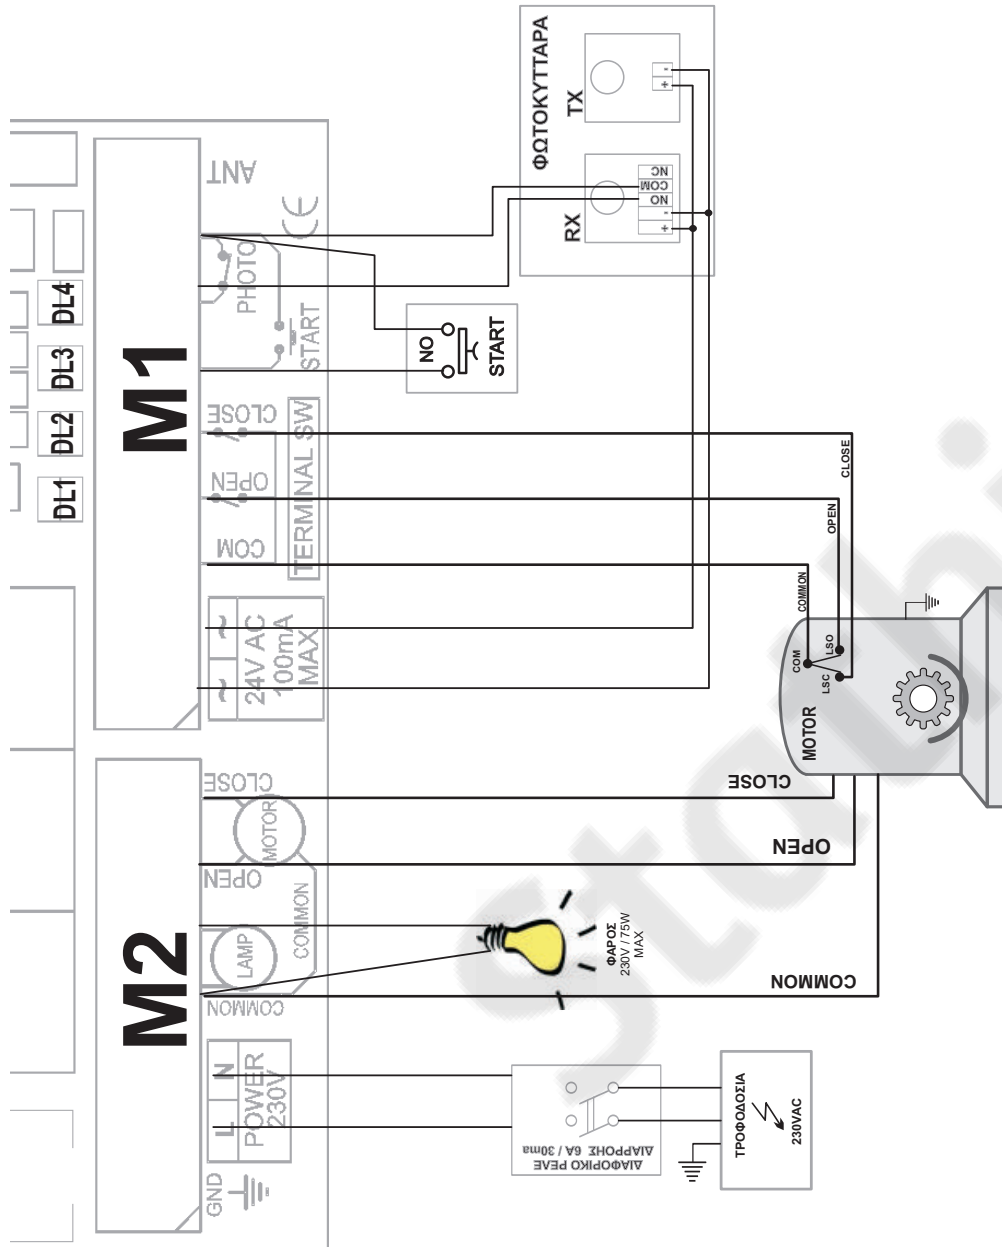 ΦΩΤΟΚΥΤΤΑΡΑ
TX
- +
RX
NC
COM
NO
-
+
ANT
CE
PHOTO
START
NO
START
DL4
DL3
DL2
DL1
M1
CLOSE
OPEN
COM
TERMINAL SW
~ ~
24V AC
100mA
MAX
CLOSE
OPEN
COMMON
COM
LSO
LSC
MOTOR
M2
CLOSE
MOTOR
OPEN
LAMP
COMMON
COMMON
CLOSE
OPEN
COMMON
ΦΑΡΟΣ
230V / 75W
MAX
L N
POWER
230V
GND
ΔΙΑΦΟΡΙΚΟ ΡΕΛΕ
ΔΙΑΡΡΟΗΣ 6A / 30ma
ΤΡΟΦΟΔΟΣΙΑ
230VAC